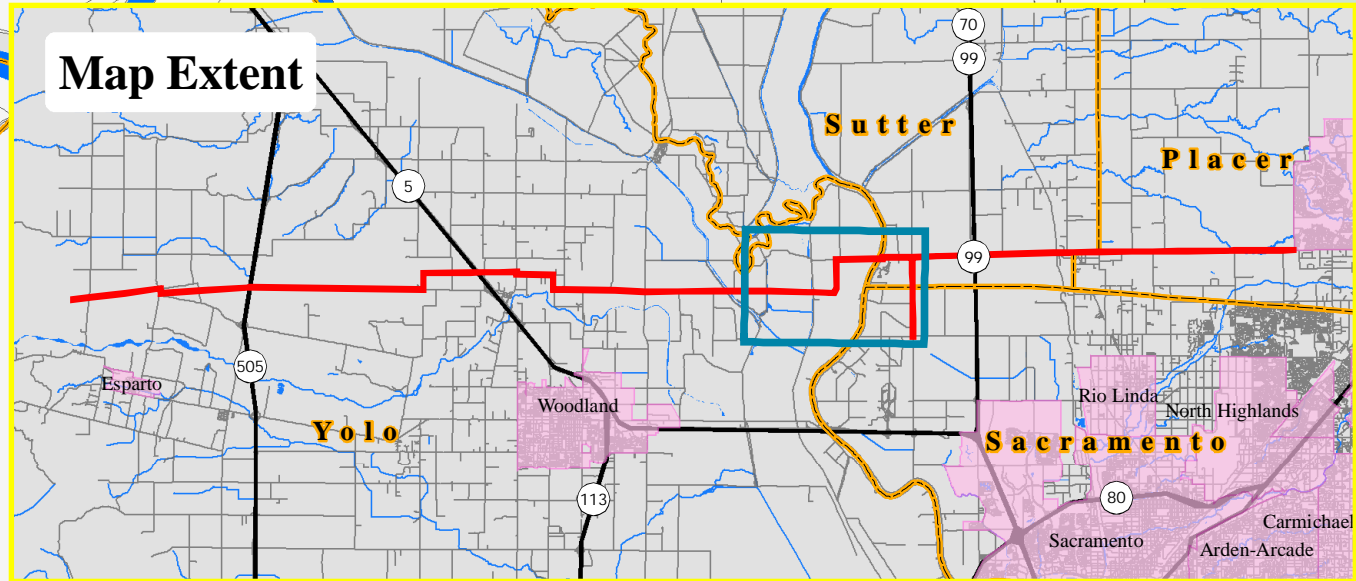 Map Extent
70
99
Sutter
Placer
5
99
505
Esparto
Woodland
Yolo
Rio Linda
North Highlands
Sacramento
113
80
Sacramento
Carmichael
Arden-Arcade